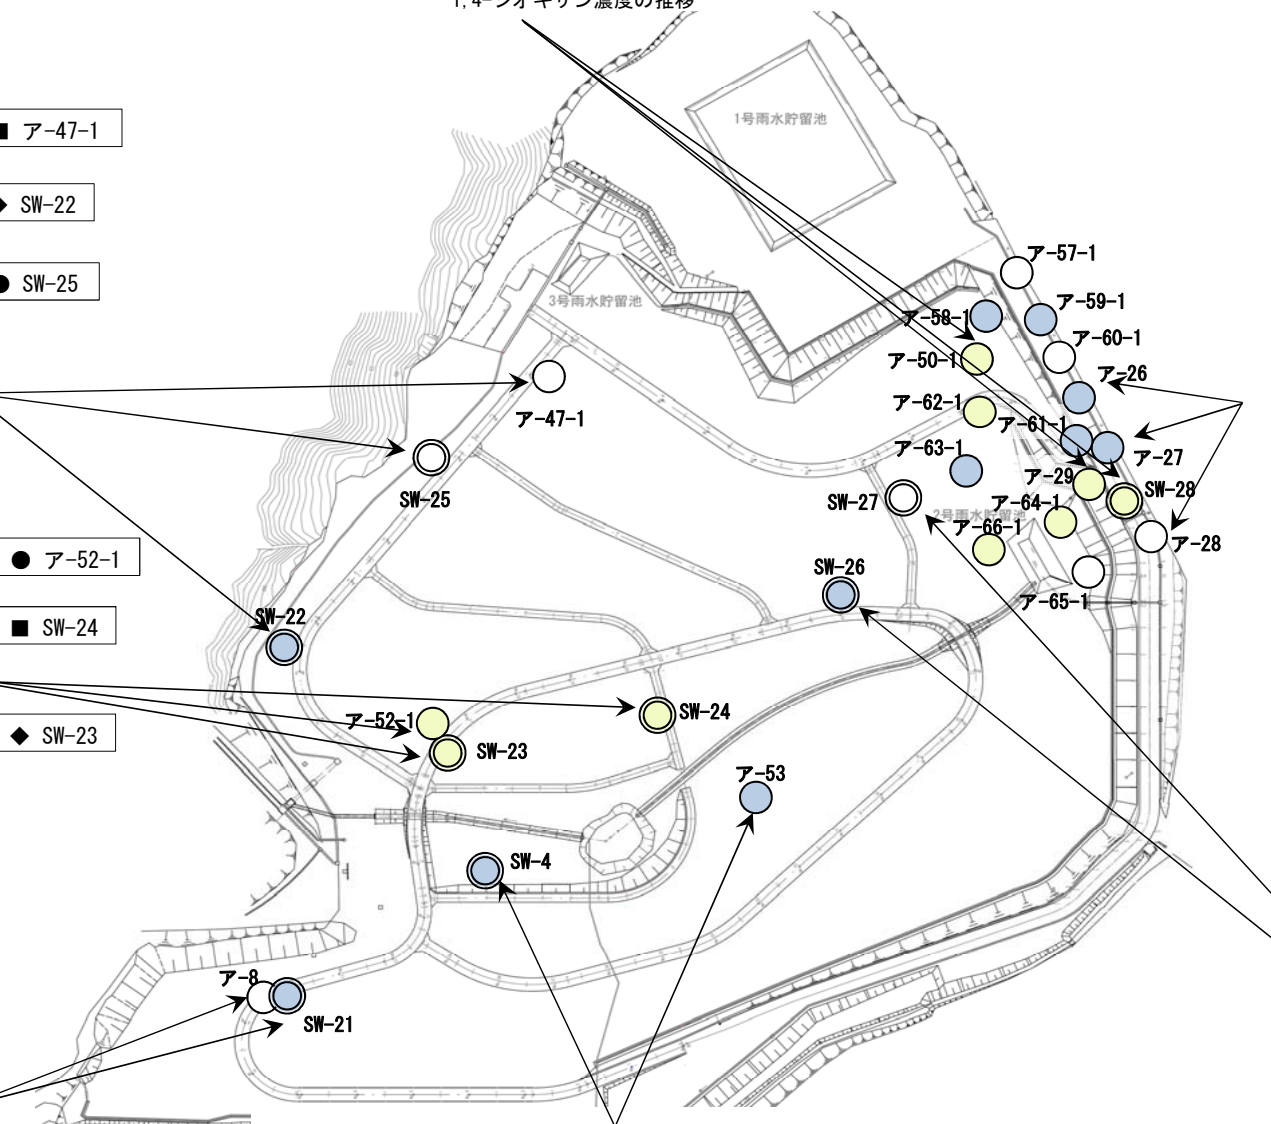 1,4-ジオキサン濃度の推移
1号雨水貯留池
■ ア-47-1
◆ SW-22
ア-57-1
● SW-25
3号雨水貯留池
ア-59-1
ア-58-1
ア-60-1
ア-50-1
ア-26
ア-62-1
ア-47-1
ア-61-1
ア-63-1
ア-27
ア-29
SW-28
SW-25
SW-27
ア-64-1
2号雨水貯留池
ア-66-1
ア-28
● ア-52-1
SW-26
ア-65-1
SW-22
■ SW-24
SW-24
ア-52-1
◆ SW-23
SW-23
ア-53
SW-4
ア-8
SW-21